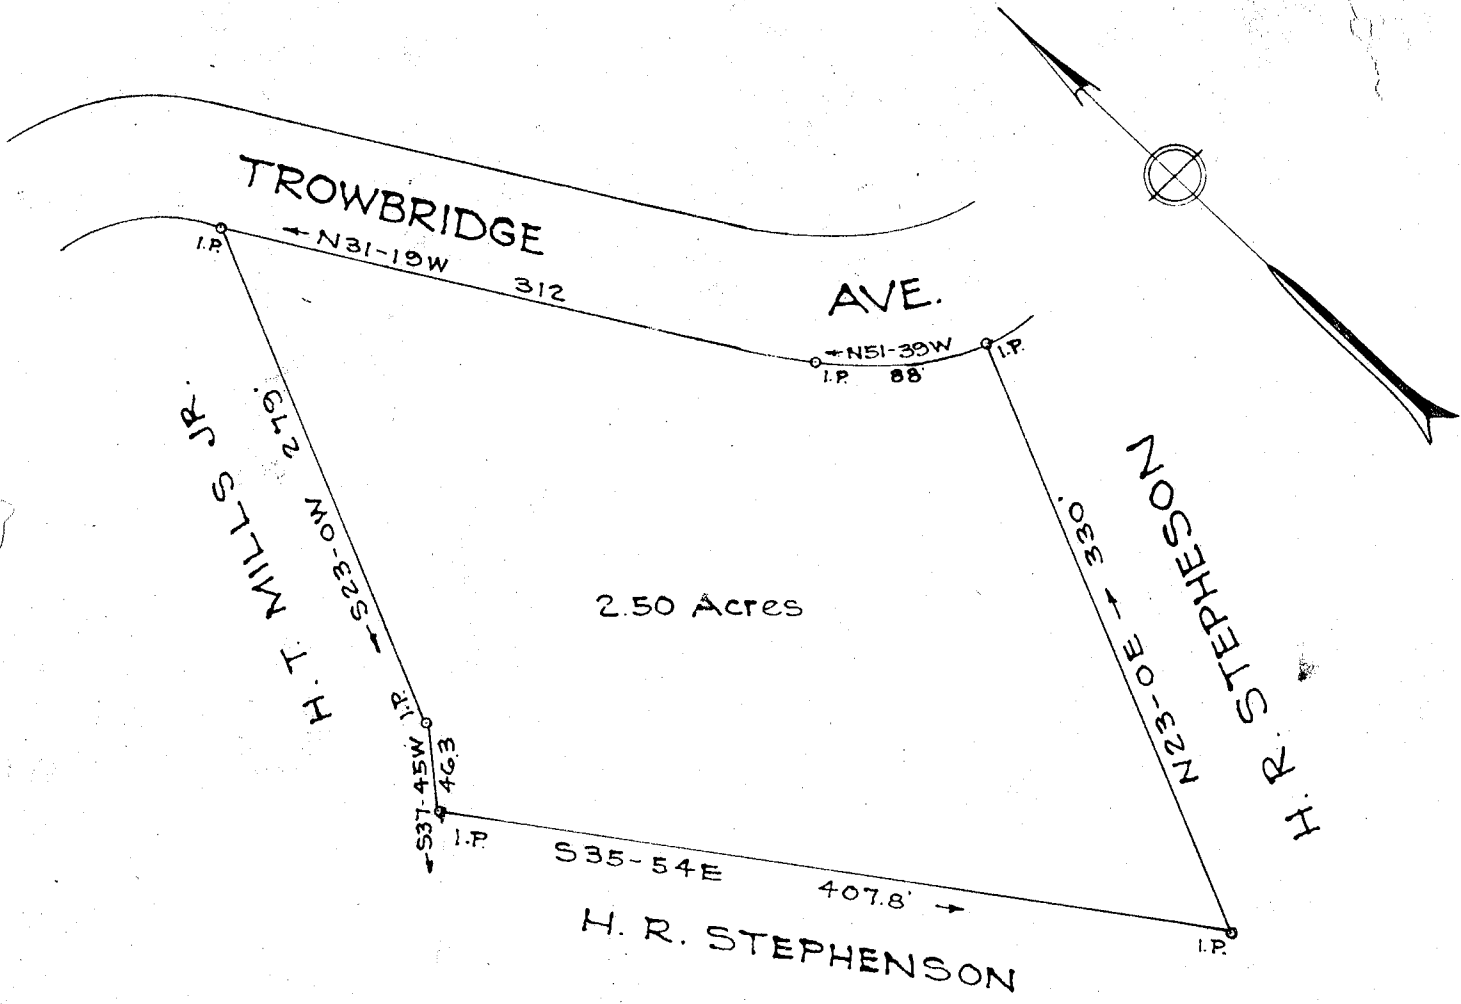 TROWBRIDGE
AVE.
I.P.
← N31-19W
312
←N51-39W
I.P.
88'
I.P.
H. T. MILLS JR.
←S23-0W 279.'
I.P.
←S37-45W
46.3
I.P.
2.50 Acres
N23-0E → 330.'
H. R. STEPHESON
S35-54E
407.8' →
I.P.
H. R. STEPHENSON